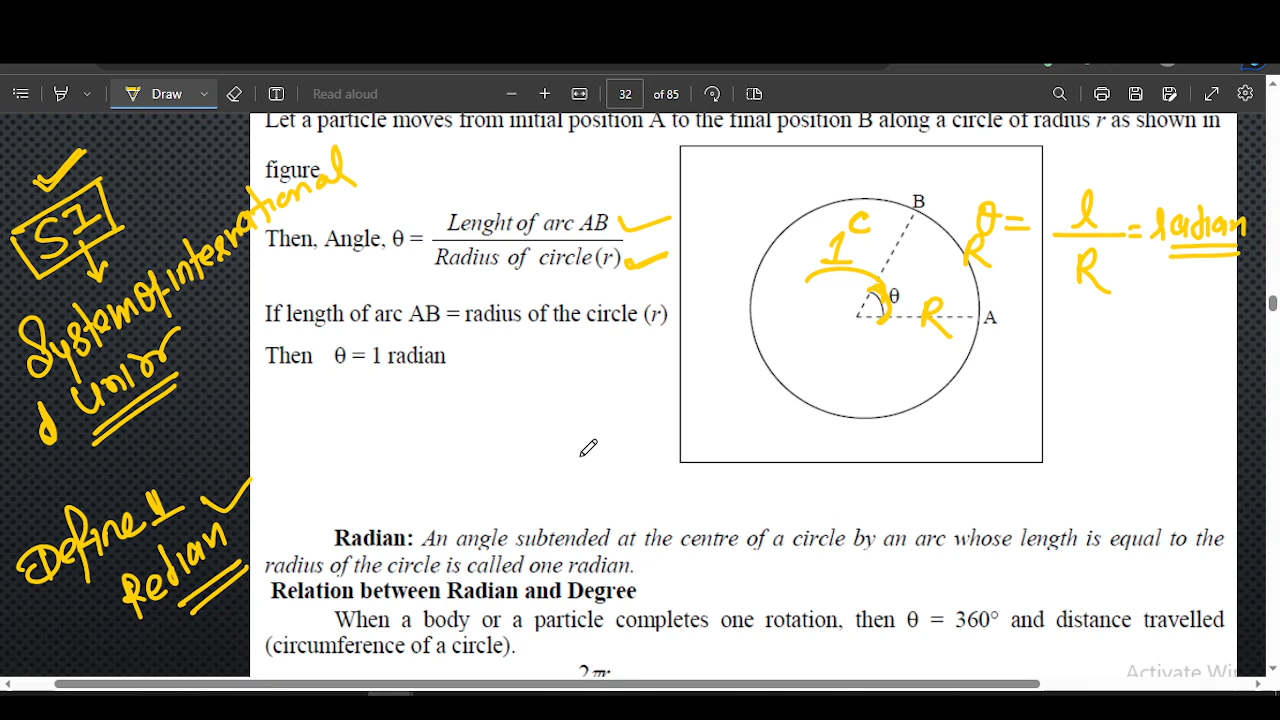 Draw
Read aloud
32 of 85
Let a particle moves from initial position A to the final position B along a circle of radius r as shown in
figure
Then, Angle, θ = Lenght of arc AB
Radius of circle (r)
If length of arc AB = radius of the circle (r)
Then θ = 1 radian
B
θ
A
1ᶜ
R
R
θ = l
R
= 1 radian
SI
System of international
of
Define 1
Redian
Radian: An angle subtended at the centre of a circle by an arc whose length is equal to the
radius of the circle is called one radian.
Relation between Radian and Degree
When a body or a particle completes one rotation, then θ = 360° and distance travelled
(circumference of a circle).
2πr